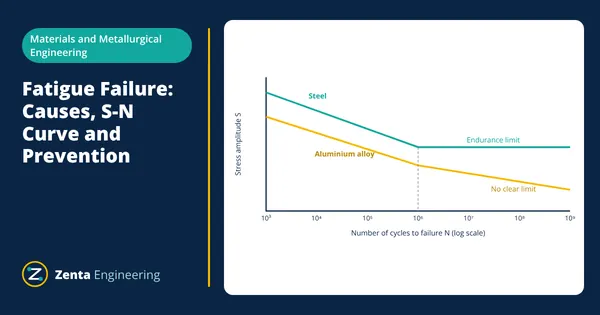 Materials and Metallurgical
Engineering
Fatigue Failure:
Causes, S-N
Curve and
Prevention
Zenta Engineering
Stress amplitude S
Steel
Aluminium alloy
Endurance limit
No clear limit
10³ 10⁴ 10⁵ 10⁶ 10⁷ 10⁸ 10⁹
Number of cycles to failure N (log scale)